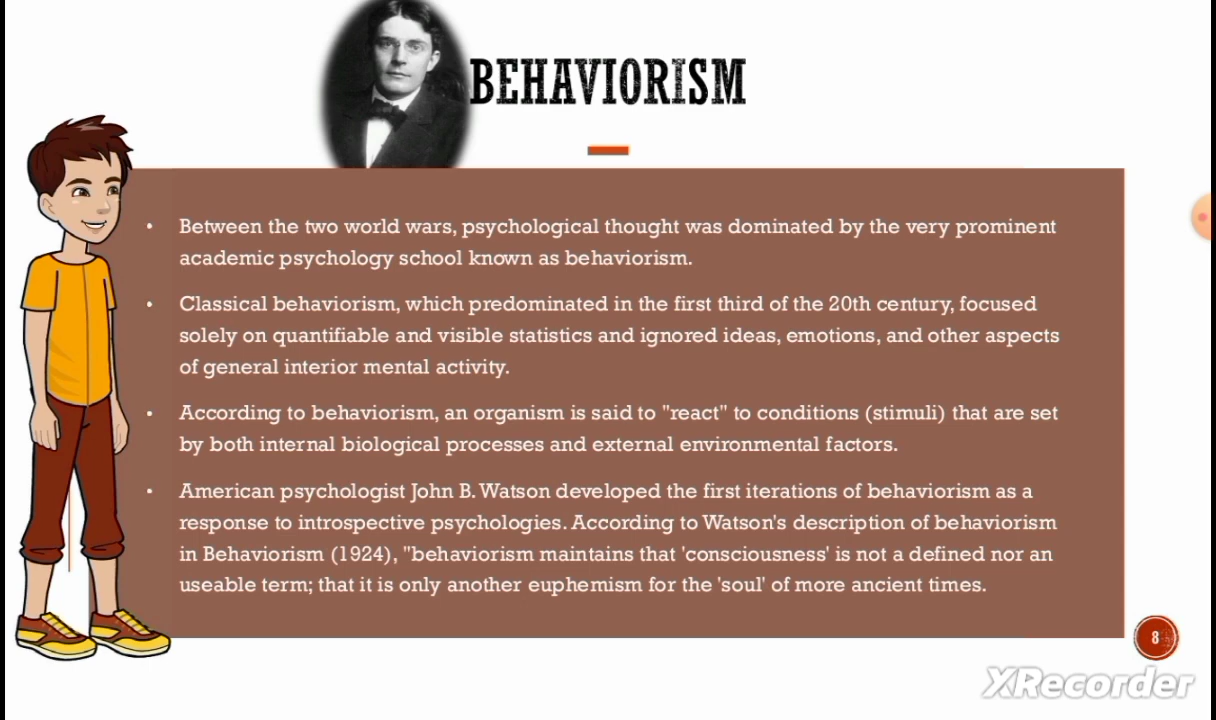 BEHAVIORISM
• Between the two world wars, psychological thought was dominated by the very prominent
academic psychology school known as behaviorism.
• Classical behaviorism, which predominated in the first third of the 20th century, focused
solely on quantifiable and visible statistics and ignored ideas, emotions, and other aspects
of general interior mental activity.
• According to behaviorism, an organism is said to "react" to conditions (stimuli) that are set
by both internal biological processes and external environmental factors.
• American psychologist John B. Watson developed the first iterations of behaviorism as a
response to introspective psychologies. According to Watson's description of behaviorism
in Behaviorism (1924), "behaviorism maintains that 'consciousness' is not a defined nor an
useable term; that it is only another euphemism for the 'soul' of more ancient times.
8
XRecorder